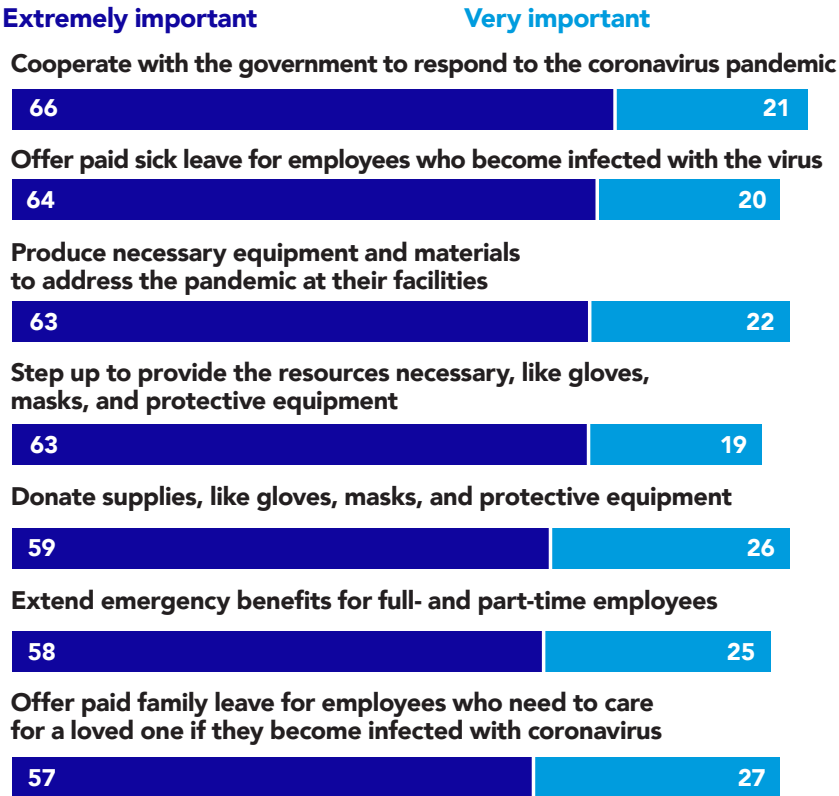 Extremely important Very important
Cooperate with the government to respond to the coronavirus pandemic
66 21
Offer paid sick leave for employees who become infected with the virus
64 20
Produce necessary equipment and materials
to address the pandemic at their facilities
63 22
Step up to provide the resources necessary, like gloves,
masks, and protective equipment
63 19
Donate supplies, like gloves, masks, and protective equipment
59 26
Extend emergency benefits for full- and part-time employees
58 25
Offer paid family leave for employees who need to care
for a loved one if they become infected with coronavirus
57 27